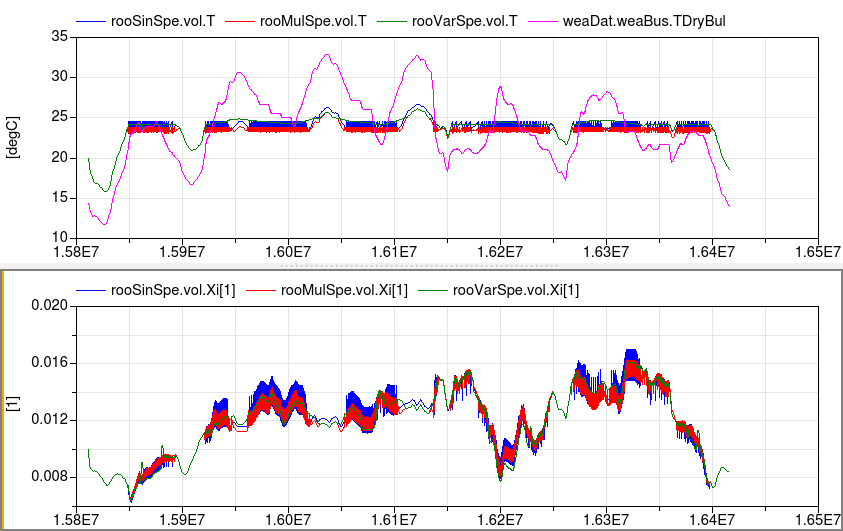 rooSinSpe.vol.T rooMulSpe.vol.T rooVarSpe.vol.T weaDat.weaBus.TDryBul
35
30
25
20
15
10
[degC]
1.58E7 1.59E7 1.60E7 1.61E7 1.62E7 1.63E7 1.64E7 1.65E7
rooSinSpe.vol.Xi[1] rooMulSpe.vol.Xi[1] rooVarSpe.vol.Xi[1]
0.020
0.016
0.012
0.008
[1]
1.58E7 1.59E7 1.60E7 1.61E7 1.62E7 1.63E7 1.64E7 1.65E7